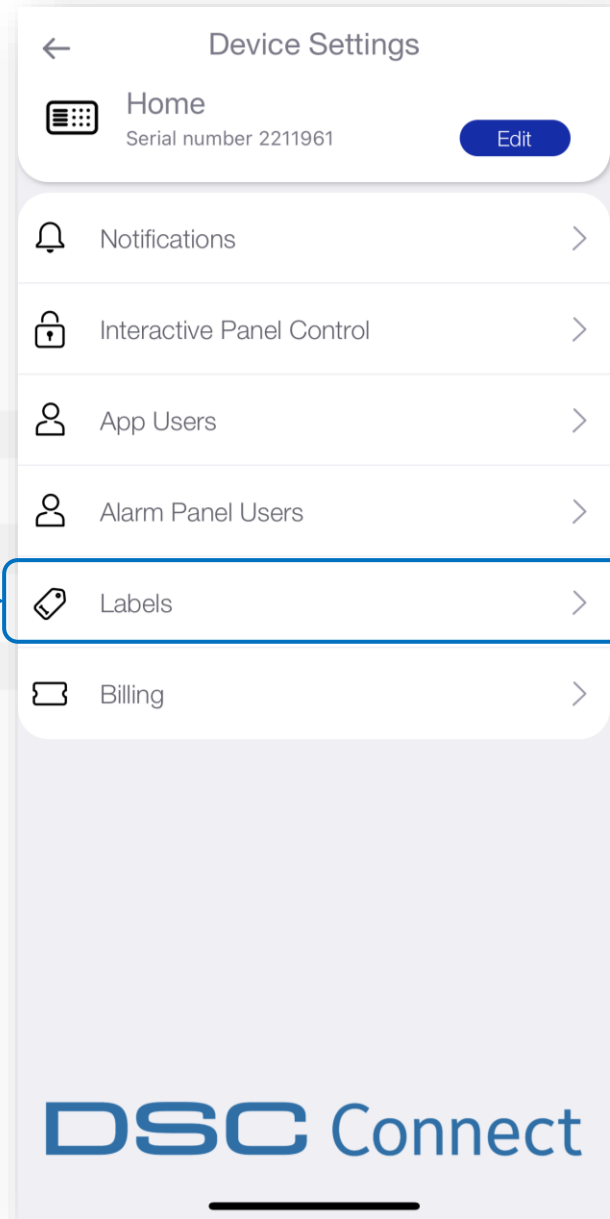 Device Settings
Home
Serial number 2211961
Edit
Notifications
Interactive Panel Control
App Users
Alarm Panel Users
Labels
Billing
DSC Connect